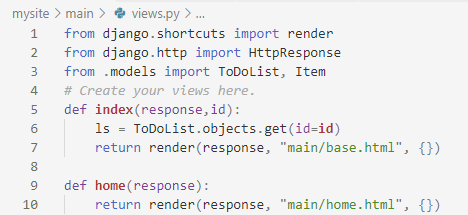 mysite > main > views.py > ...
1 from django.shortcuts import render
2 from django.http import HttpResponse
3 from .models import ToDoList, Item
4 # Create your views here.
5 def index(response,id):
6     ls = ToDoList.objects.get(id=id)
7     return render(response, "main/base.html", {})
8
9 def home(response):
10     return render(response, "main/home.html", {})